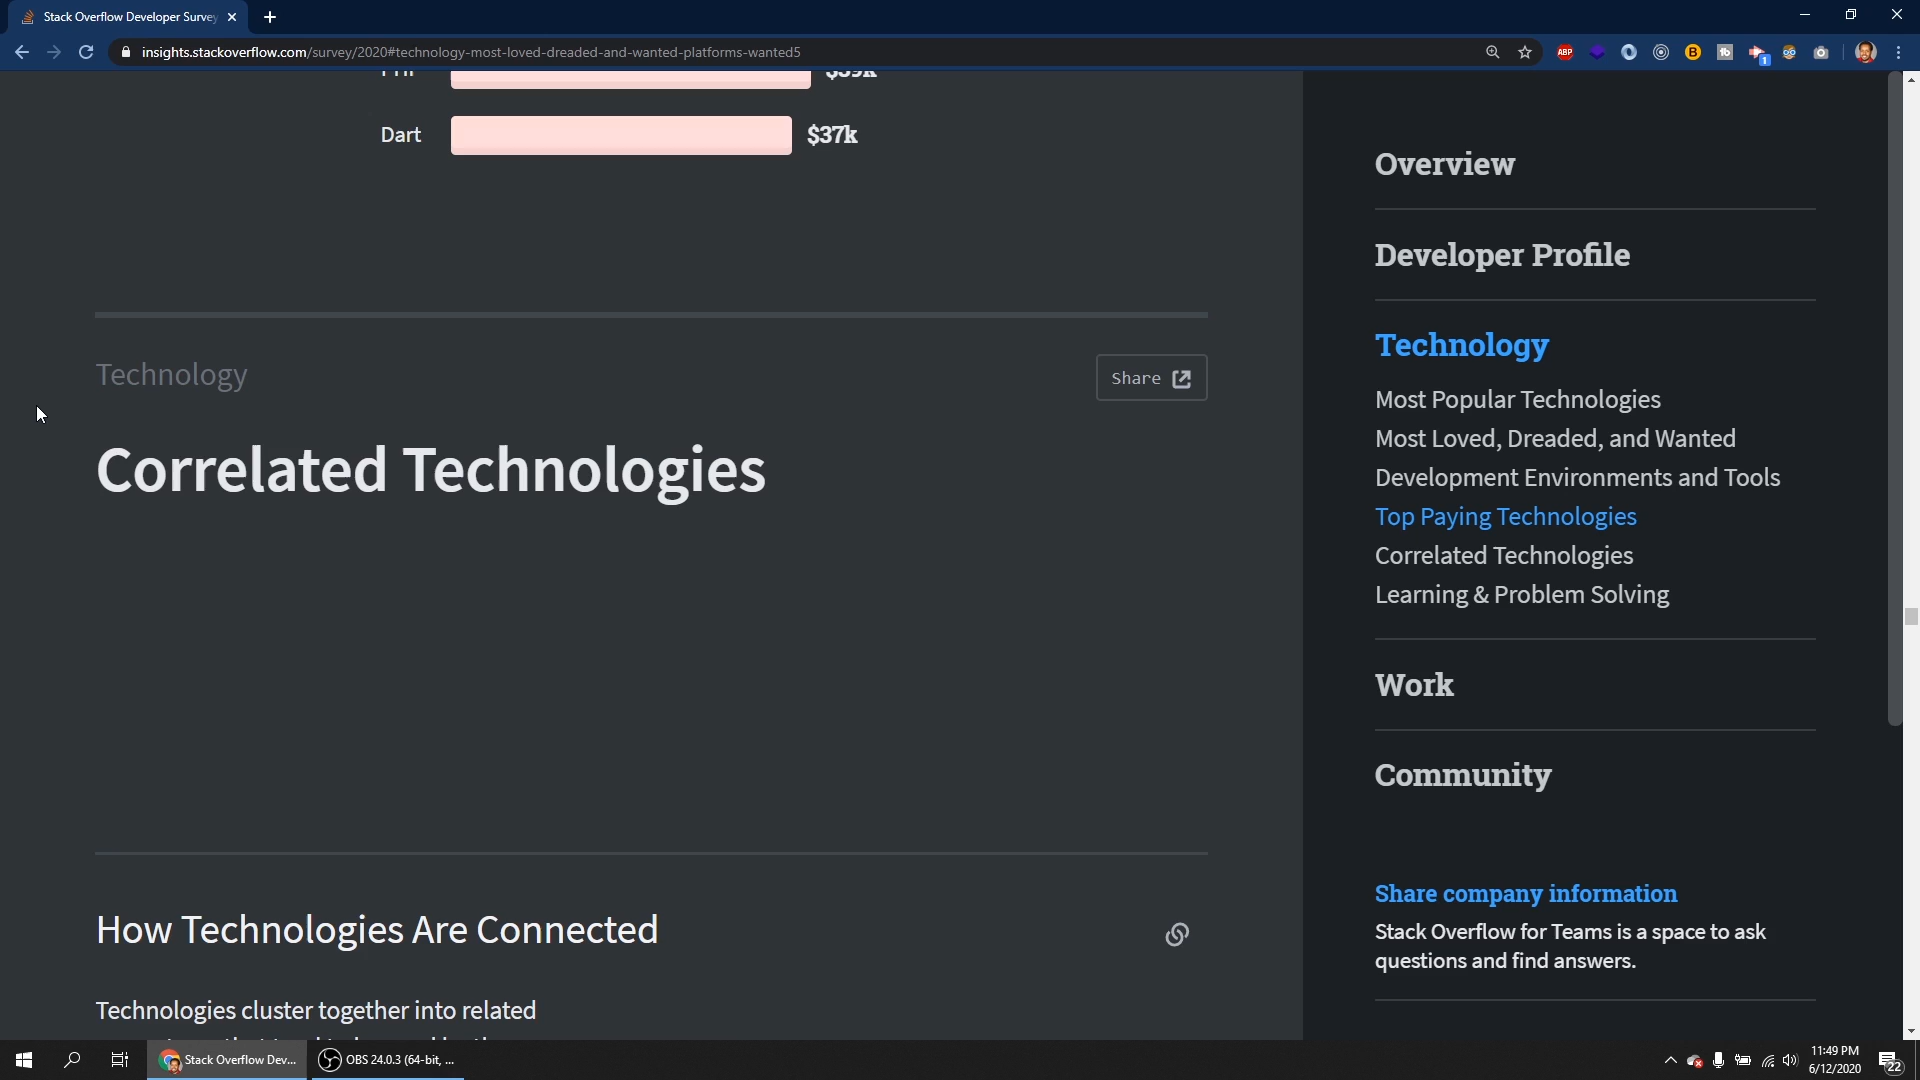 Stack Overflow Developer Survey
insights.stackoverflow.com/survey/2020#technology-most-loved-dreaded-and-wanted-platforms-wanted5
ABP
B
tb
1
$39k
Dart
$37k
Technology
Share
Correlated Technologies
How Technologies Are Connected
Technologies cluster together into related
Overview
Developer Profile
Technology
Most Popular Technologies
Most Loved, Dreaded, and Wanted
Development Environments and Tools
Top Paying Technologies
Correlated Technologies
Learning & Problem Solving
Work
Community
Share company information
Stack Overflow for Teams is a space to ask
questions and find answers.
Stack Overflow Dev...
OBS 24.0.3 (64-bit, ...
11:49 PM
6/12/2020
22